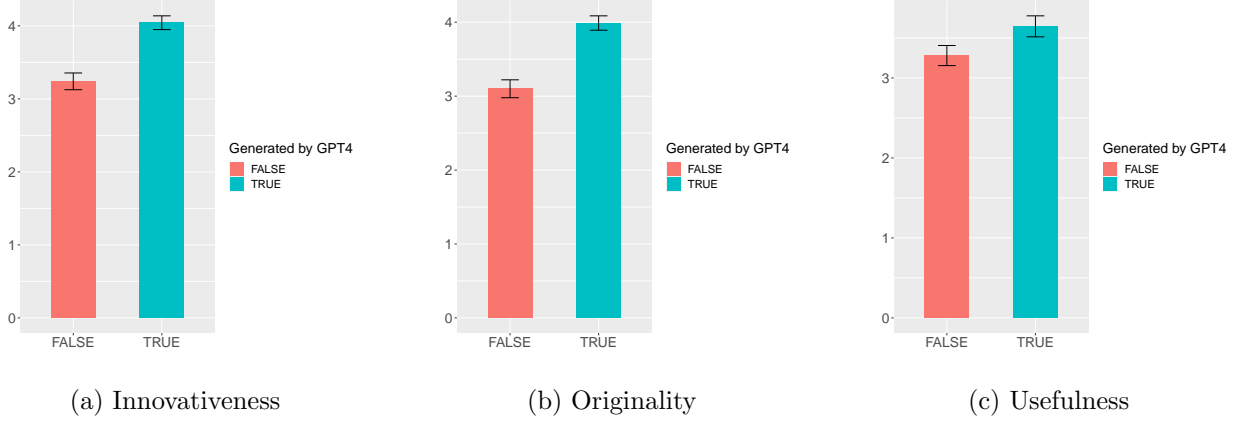 4
3
2
1
0
FALSE
TRUE
Generated by GPT4
FALSE
TRUE
(a) Innovativeness
4
3
2
1
0
FALSE
TRUE
Generated by GPT4
FALSE
TRUE
(b) Originality
3
2
1
0
FALSE
TRUE
Generated by GPT4
FALSE
TRUE
(c) Usefulness